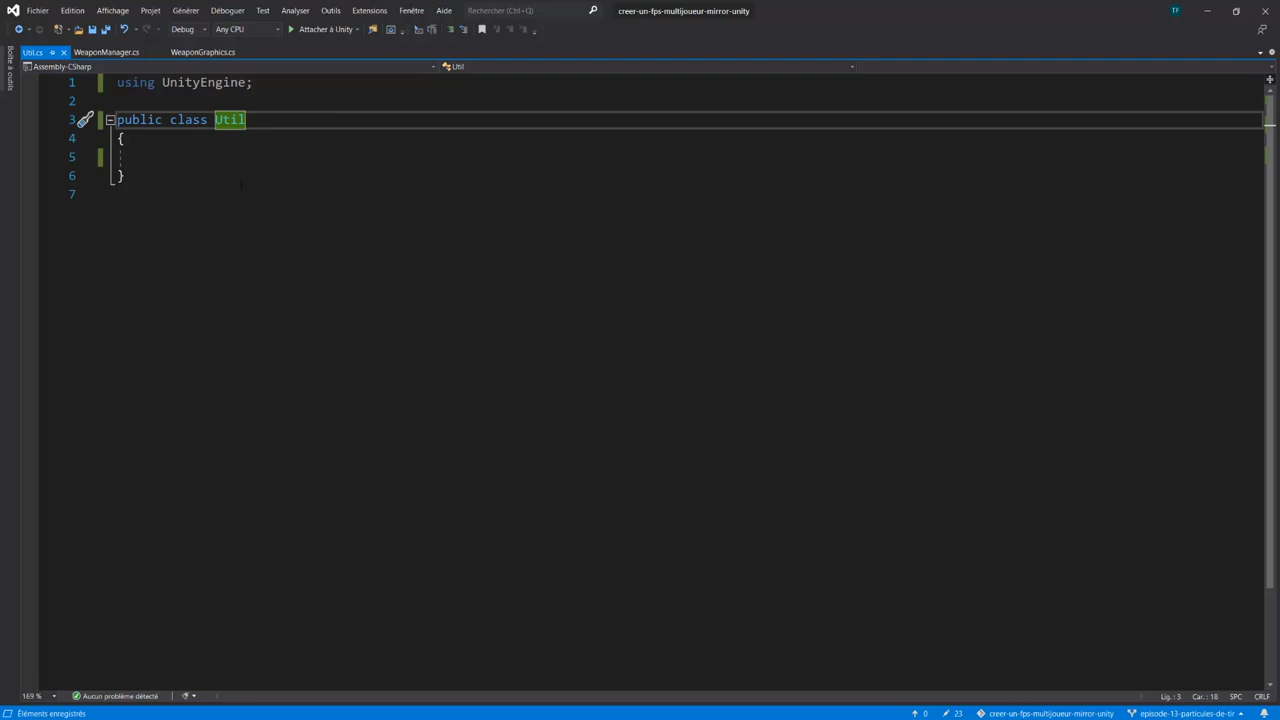 Fichier Edition Affichage Projet Générer Déboguer Test Analyser Outils Extensions Fenêtre Aide Rechercher (Ctrl+Q) creer-un-fps-multijoueur-mirror-unity TF
Debug Any CPU Attacher à Unity
Boîte à outils
Util.cs WeaponManager.cs WeaponGraphics.cs
Assembly-CSharp Util
1 using UnityEngine;
2
3 public class Util
4 {
5
6 }
7
169 % Aucun problème détecté Lig. : 3 Car. : 18 SPC CRLF
Éléments enregistrés 0 23 creer-un-fps-multijoueur-mirror-unity episode-13-particules-de-tir